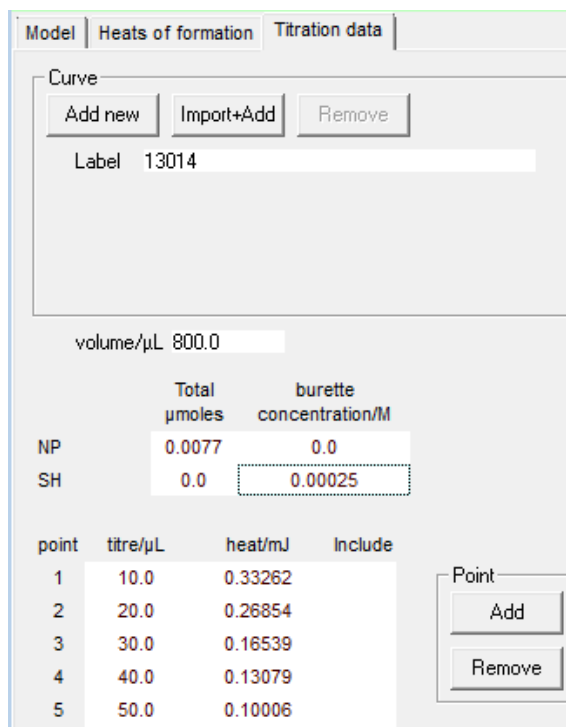 Model Heats of formation Titration data
Curve
Add new Import+Add Remove
Label 13014
volume/µL 800.0
Total burette
µmoles concentration/M
NP 0.0077 0.0
SH 0.0 0.00025
point titre/µL heat/mJ Include
1 10.0 0.33262
2 20.0 0.26854
3 30.0 0.16539
4 40.0 0.13079
5 50.0 0.10006
Point
Add
Remove